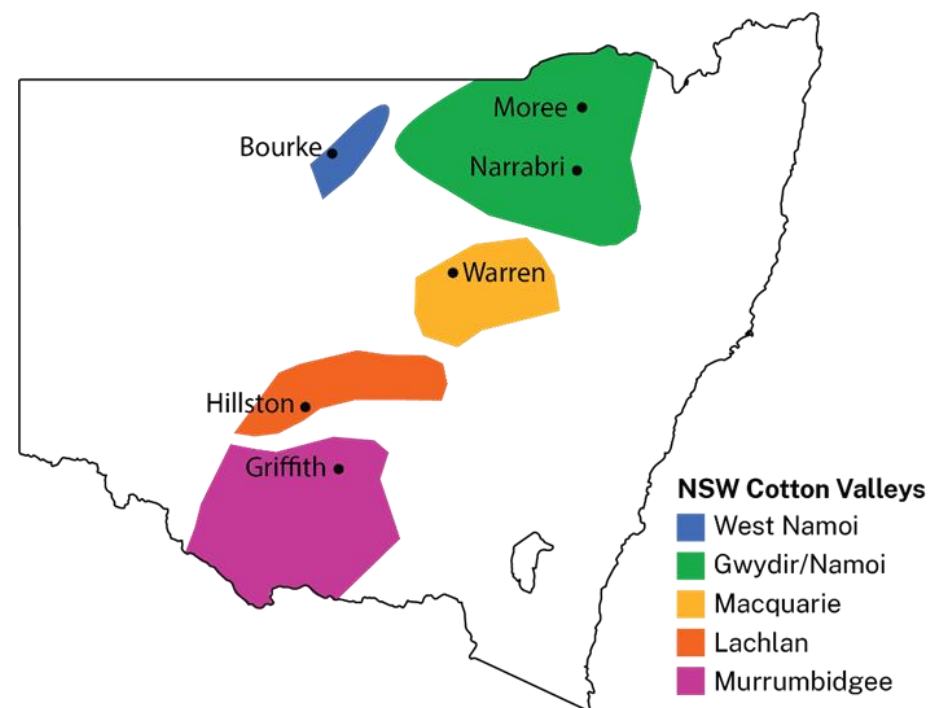 Moree
Bourke
Narrabri
Warren
Hillston
Griffith
NSW Cotton Valleys
West Namoi
Gwydir/Namoi
Macquarie
Lachlan
Murrumbidgee